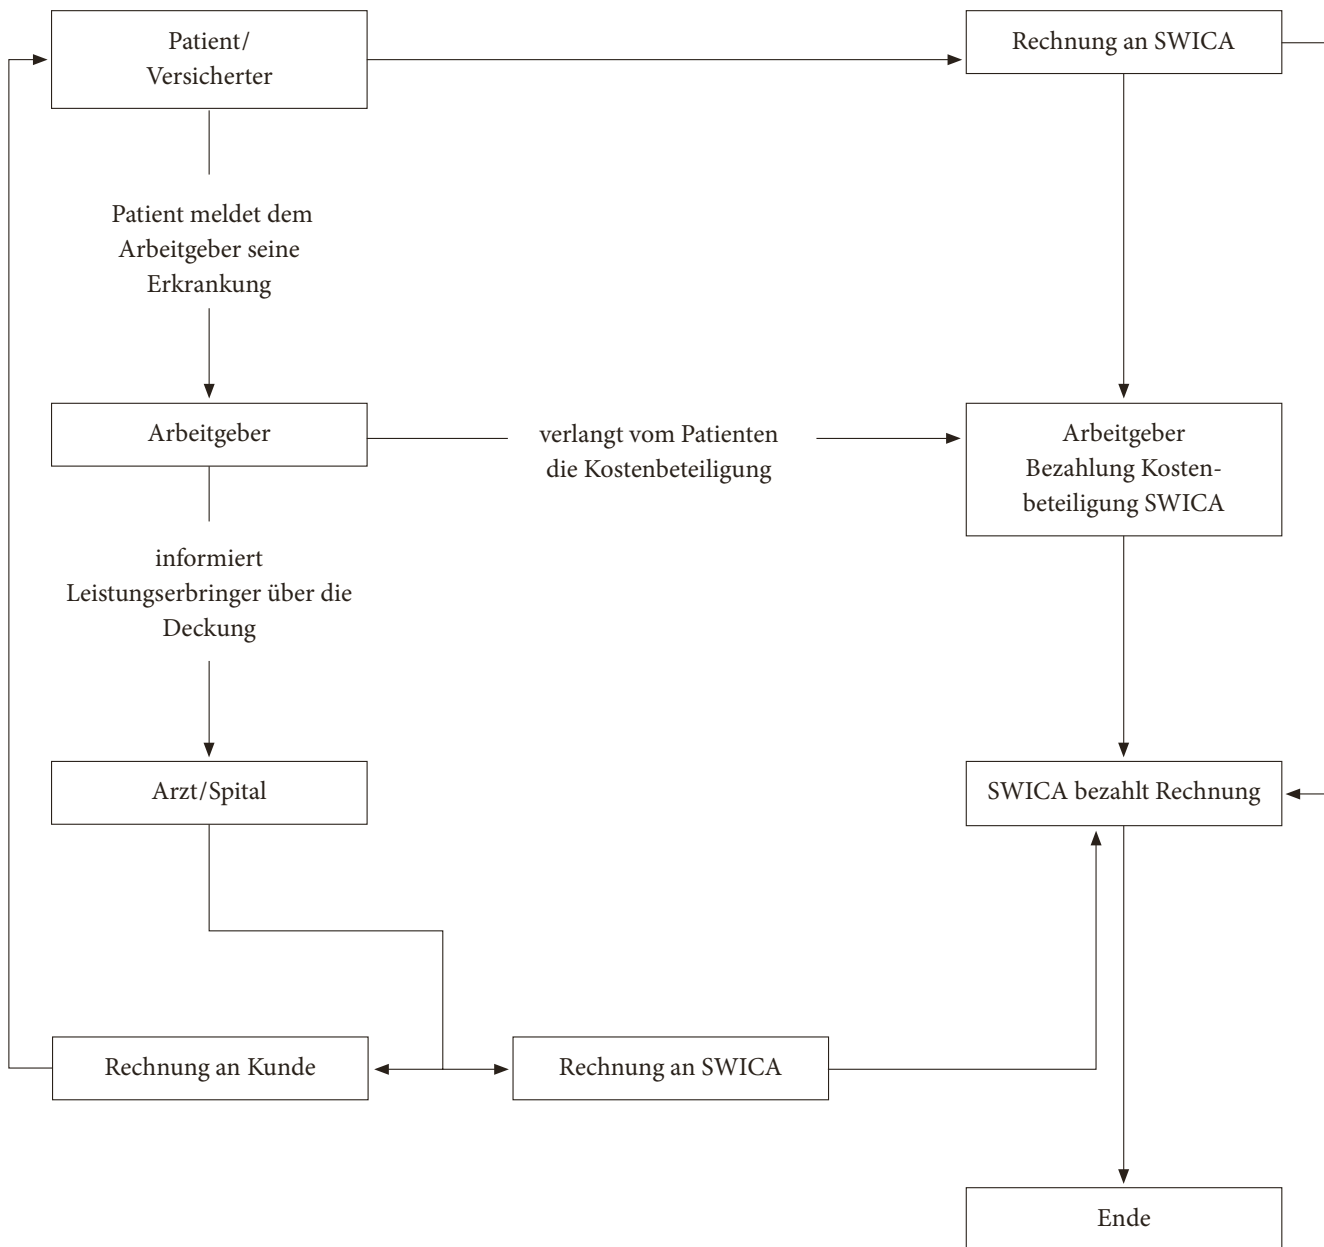 Patient/
Versicherter
Rechnung an SWICA
Patient meldet dem
Arbeitgeber seine
Erkrankung
Arbeitgeber
verlangt vom Patienten
die Kostenbeteiligung
Arbeitgeber
Bezahlung Kosten-
beteiligung SWICA
informiert
Leistungserbringer über die
Deckung
Arzt/Spital
SWICA bezahlt Rechnung
Rechnung an Kunde
Rechnung an SWICA
Ende